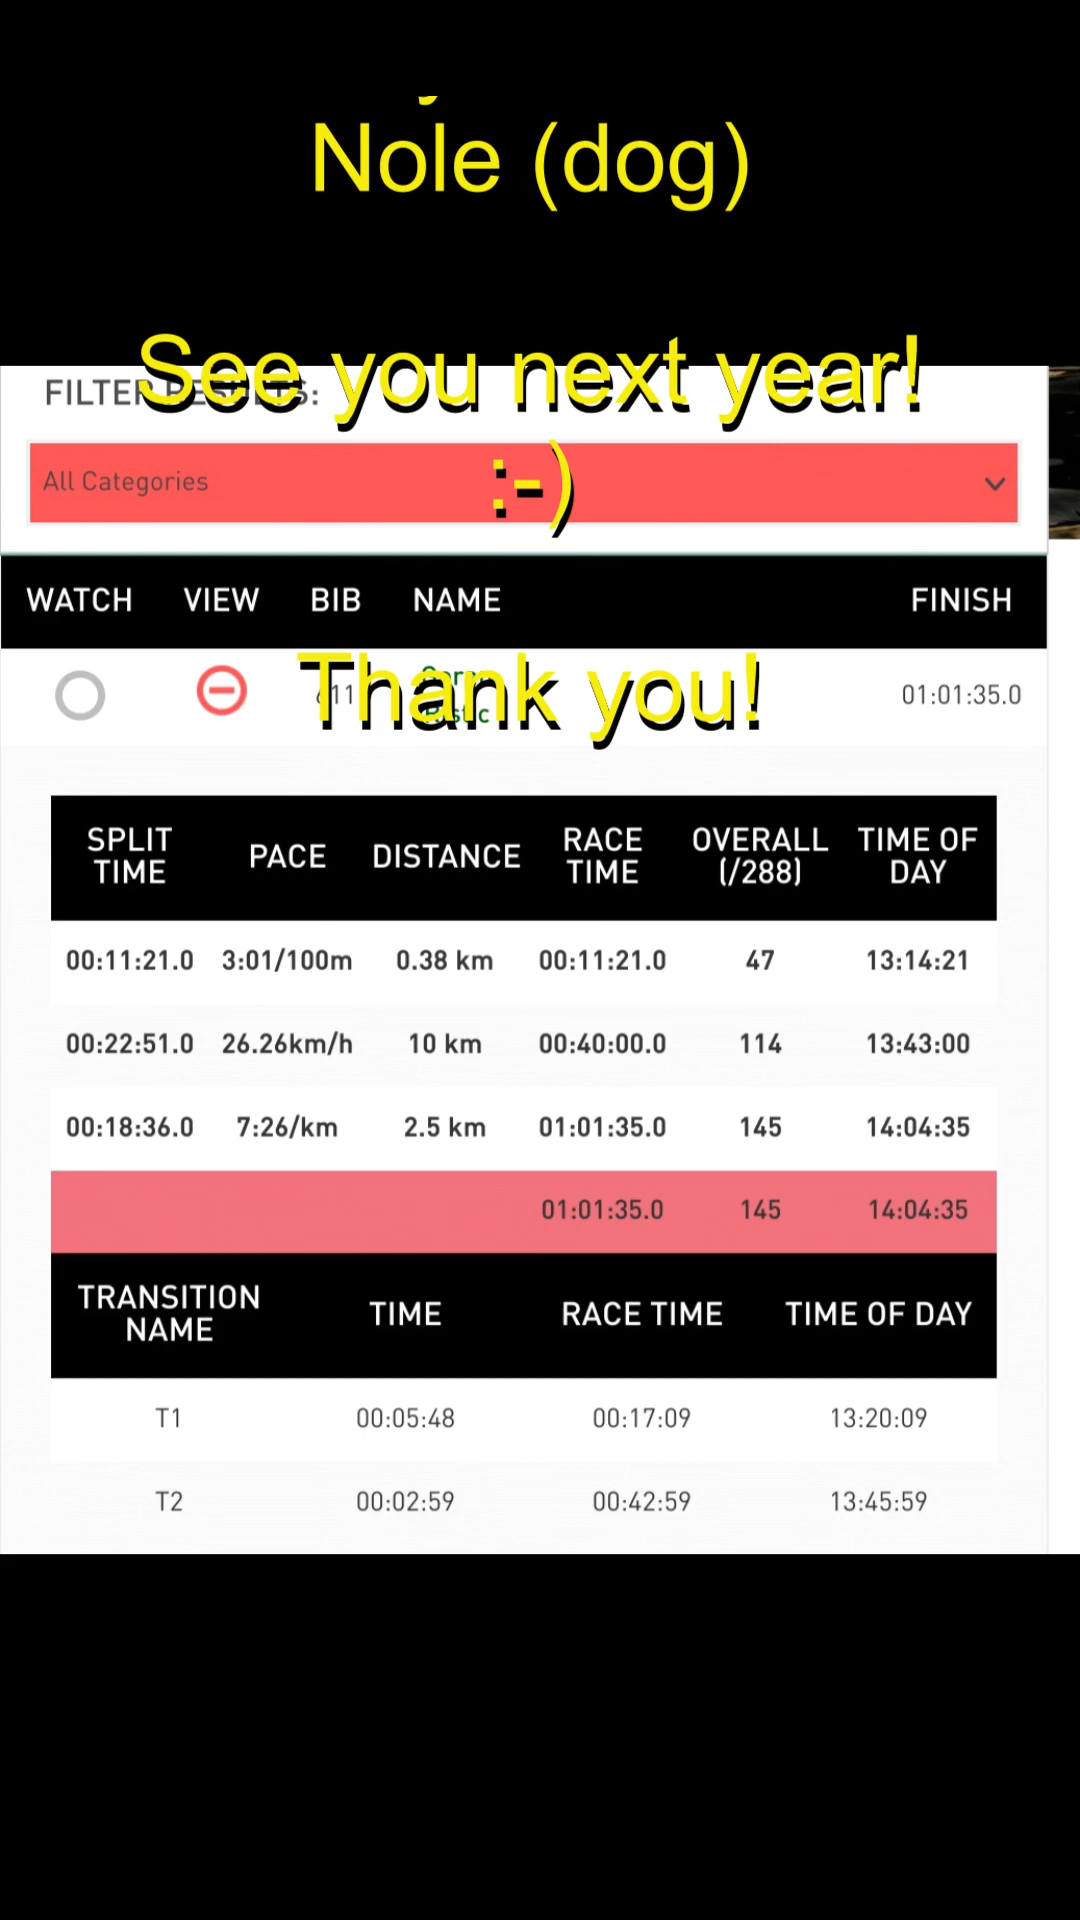 Nole (dog)
See you next year!
FILTER RESULTS:
:-)
All Categories
WATCH VIEW BIB NAME FINISH
Thank you!
01:01:35.0
SPLIT TIME PACE DISTANCE RACE TIME OVERALL (/288) TIME OF DAY
00:11:21.0 3:01/100m 0.38 km 00:11:21.0 47 13:14:21
00:22:51.0 26.26km/h 10 km 00:40:00.0 114 13:43:00
00:18:36.0 7:26/km 2.5 km 01:01:35.0 145 14:04:35
01:01:35.0 145 14:04:35
TRANSITION NAME TIME RACE TIME TIME OF DAY
T1 00:05:48 00:17:09 13:20:09
T2 00:02:59 00:42:59 13:45:59